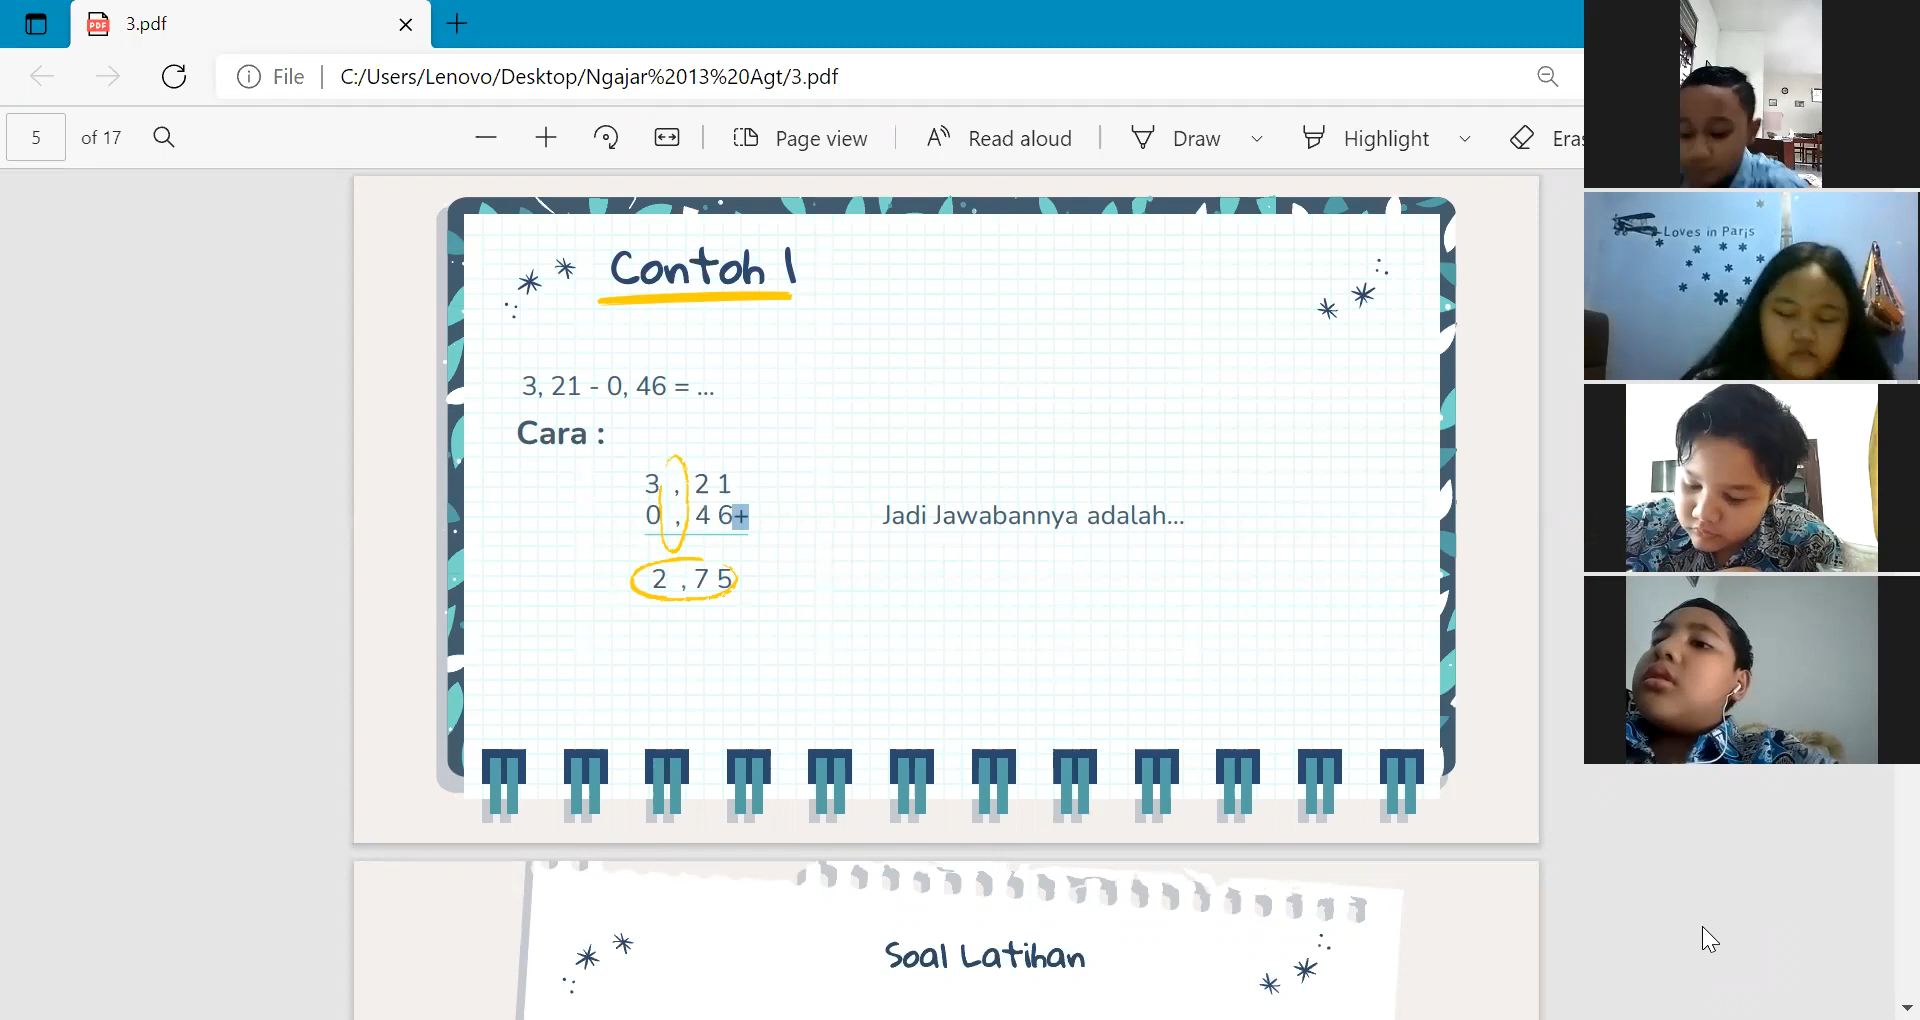 3.pdf
File
C:/Users/Lenovo/Desktop/Ngajar%2013%20Agt/3.pdf
5 of 17
Page view
Read aloud
Draw
Highlight
Eras
Contoh 1
3, 21 - 0, 46 = ...
Cara :
3 , 2 1
0 , 4 6+
Jadi Jawabannya adalah...
2 , 7 5
Soal Latihan
Loves in Paris